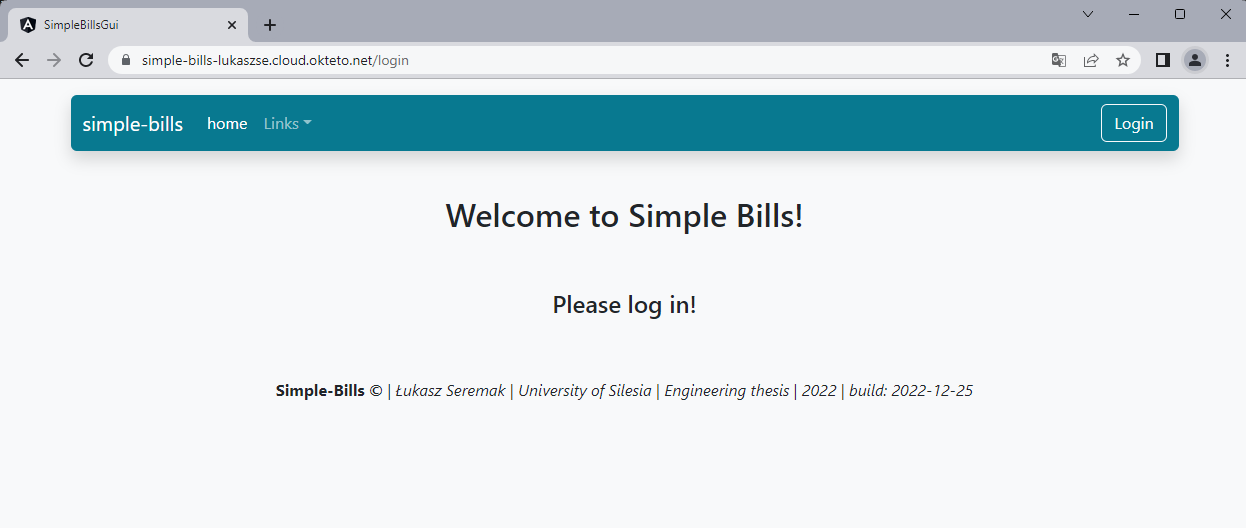 SimpleBillsGui
simple-bills-lukaszse.cloud.okteto.net/login
simple-bills home Links Login
Welcome to Simple Bills!
Please log in!
Simple-Bills © | Łukasz Seremak | University of Silesia | Engineering thesis | 2022 | build: 2022-12-25